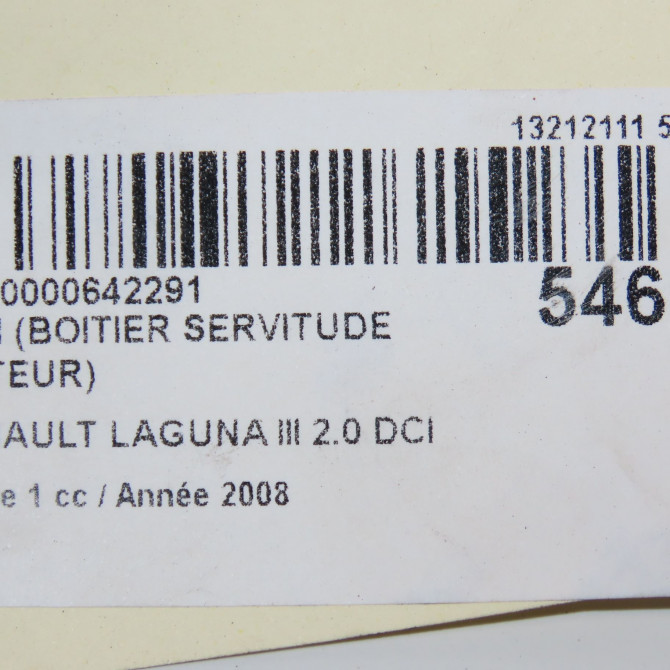 13212111 5
0000642291
546
(BOITIER SERVITUDE
TEUR)
AULT LAGUNA III 2.0 DCI
e 1 cc / Année 2008